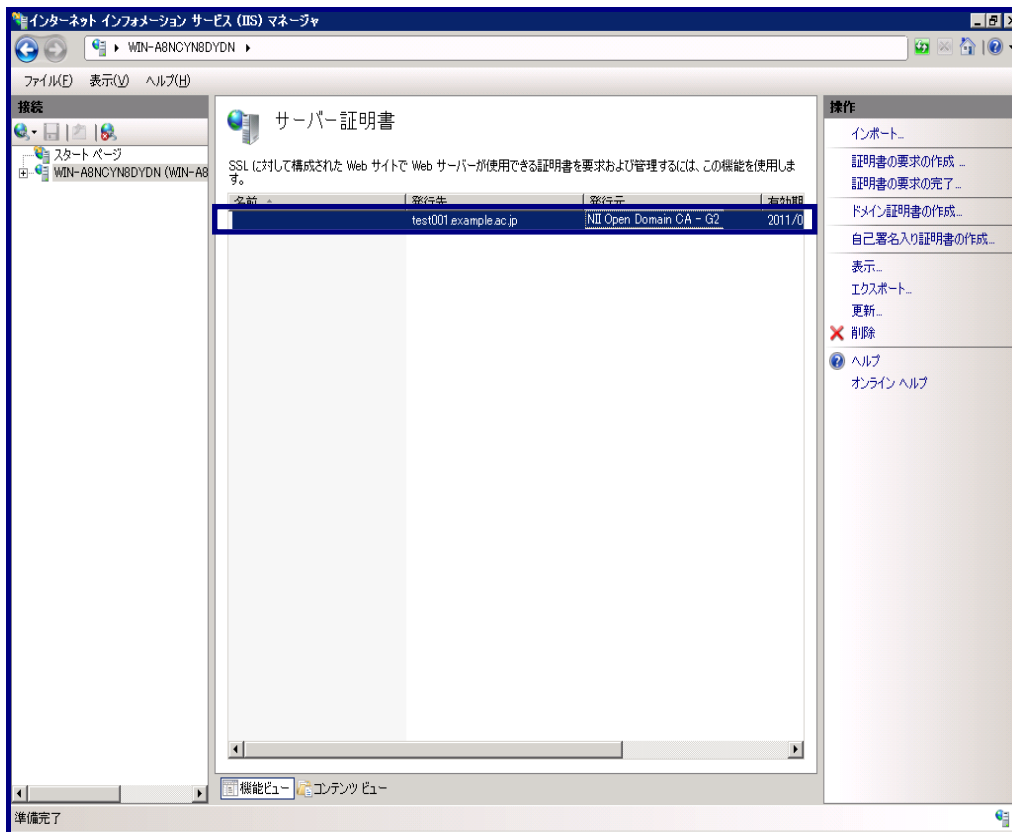 インターネット インフォメーション サービス (IIS) マネージャ
WIN-A8NCYN8DYDN
ファイル(F) 表示(V) ヘルプ(H)
接続
スタート ページ
WIN-A8NCYN8DYDN (WIN-A8
サーバー証明書
SSL に対して構成された Web サイトで Web サーバーが使用できる証明書を要求および管理するには、この機能を使用しま
す。
名前 発行先 発行元 有効期
test001.example.ac.jp NII Open Domain CA - G2 2011/0
機能ビュー コンテンツ ビュー
操作
インポート...
証明書の要求の作成 ...
証明書の要求の完了...
ドメイン証明書の作成...
自己署名入り証明書の作成...
表示...
エクスポート...
更新...
削除
ヘルプ
オンライン ヘルプ
準備完了